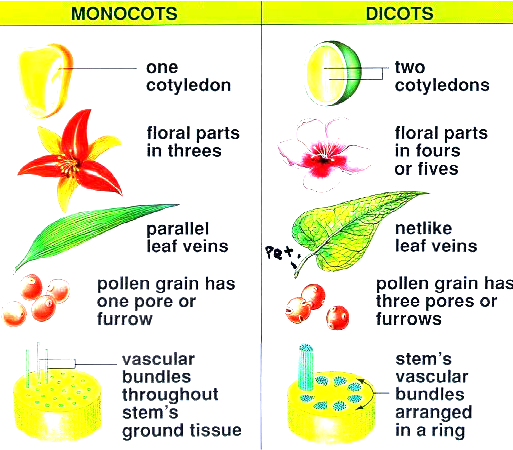 MONOCOTS
DICOTS
one
cotyledon
two
cotyledons
floral parts
in threes
floral parts
in fours
or fives
parallel
leaf veins
netlike
leaf veins
Pet.
pollen grain has
one pore or
furrow
pollen grain has
three pores or
furrows
vascular
bundles
throughout
stem's
ground tissue
stem's
vascular
bundles
arranged
in a ring